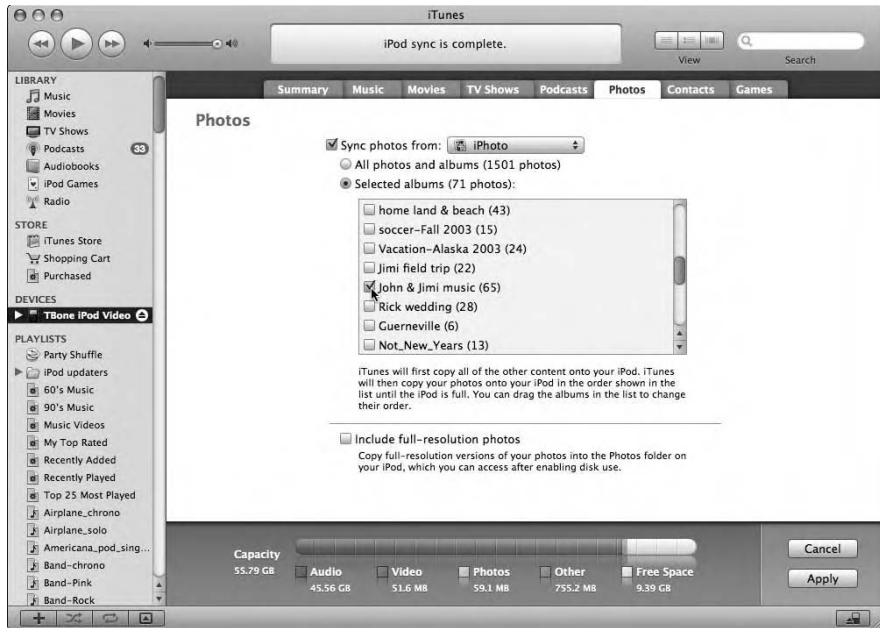 iTunes
iPod sync is complete.
View
Search
LIBRARY
Music
Movies
TV Shows
Podcasts 33
Audiobooks
iPod Games
Radio
STORE
iTunes Store
Shopping Cart
Purchased
DEVICES
TBone iPod Video
PLAYLISTS
Party Shuffle
iPod updaters
60's Music
90's Music
Music Videos
My Top Rated
Recently Added
Recently Played
Top 25 Most Played
Airplane_chrono
Airplane_solo
Americana_pod_sing...
Band-chrono
Band-Pink
Band-Rock
Summary Music Movies TV Shows Podcasts Photos Contacts Games
Photos
Sync photos from: iPhoto
All photos and albums (1501 photos)
Selected albums (71 photos):
home land & beach (43)
soccer-Fall 2003 (15)
Vacation-Alaska 2003 (24)
Jimi field trip (22)
John & Jimi music (65)
Rick wedding (28)
Guerneville (6)
Not_New_Years (13)
iTunes will first copy all of the other content onto your iPod. iTunes
will then copy your photos onto your iPod in the order shown in the
list until the iPod is full. You can drag the albums in the list to change
their order.
Include full-resolution photos
Copy full-resolution versions of your photos into the Photos folder on
your iPod, which you can access after enabling disk use.
Capacity
55.79 GB
Audio
45.56 GB
Video
51.6 MB
Photos
59.1 MB
Other
755.2 MB
Free Space
9.39 GB
Cancel
Apply